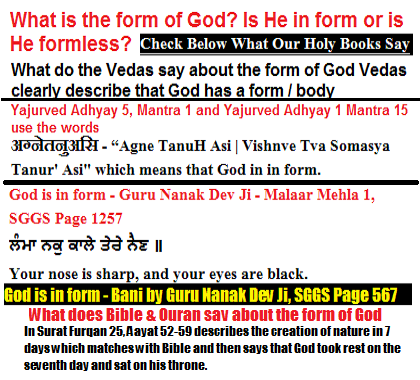 What is the form of God? Is He in form or is
He formless? Check Below What Our Holy Books Say
What do the Vedas say about the form of God Vedas
clearly describe that God has a form / body
Yajurved Adhyay 5, Mantra 1 and Yajurved Adhyay 1 Mantra 15
use the words
अग्नेतनुअसि - “Agne TanuH Asi | Vishnve Tva Somasya
Tanur' Asi" which means that God in in form.
God is in form - Guru Nanak Dev Ji - Malaar Mehla 1,
SGGS Page 1257
ਲੰਮਾ ਨਕੁ ਕਾਲੇ ਤੇਰੇ ਨੈਣ ॥
Your nose is sharp, and your eyes are black.
God is in form - Bani by Guru Nanak Dev Ji, SGGS Page 567
What does Bible & Quran say about the form of God
In Surat Furqan 25,Aayat 52-59 describes the creation of nature in 7
days which matches with Bible and then says that God took rest on the
seventh day and sat on his throne.